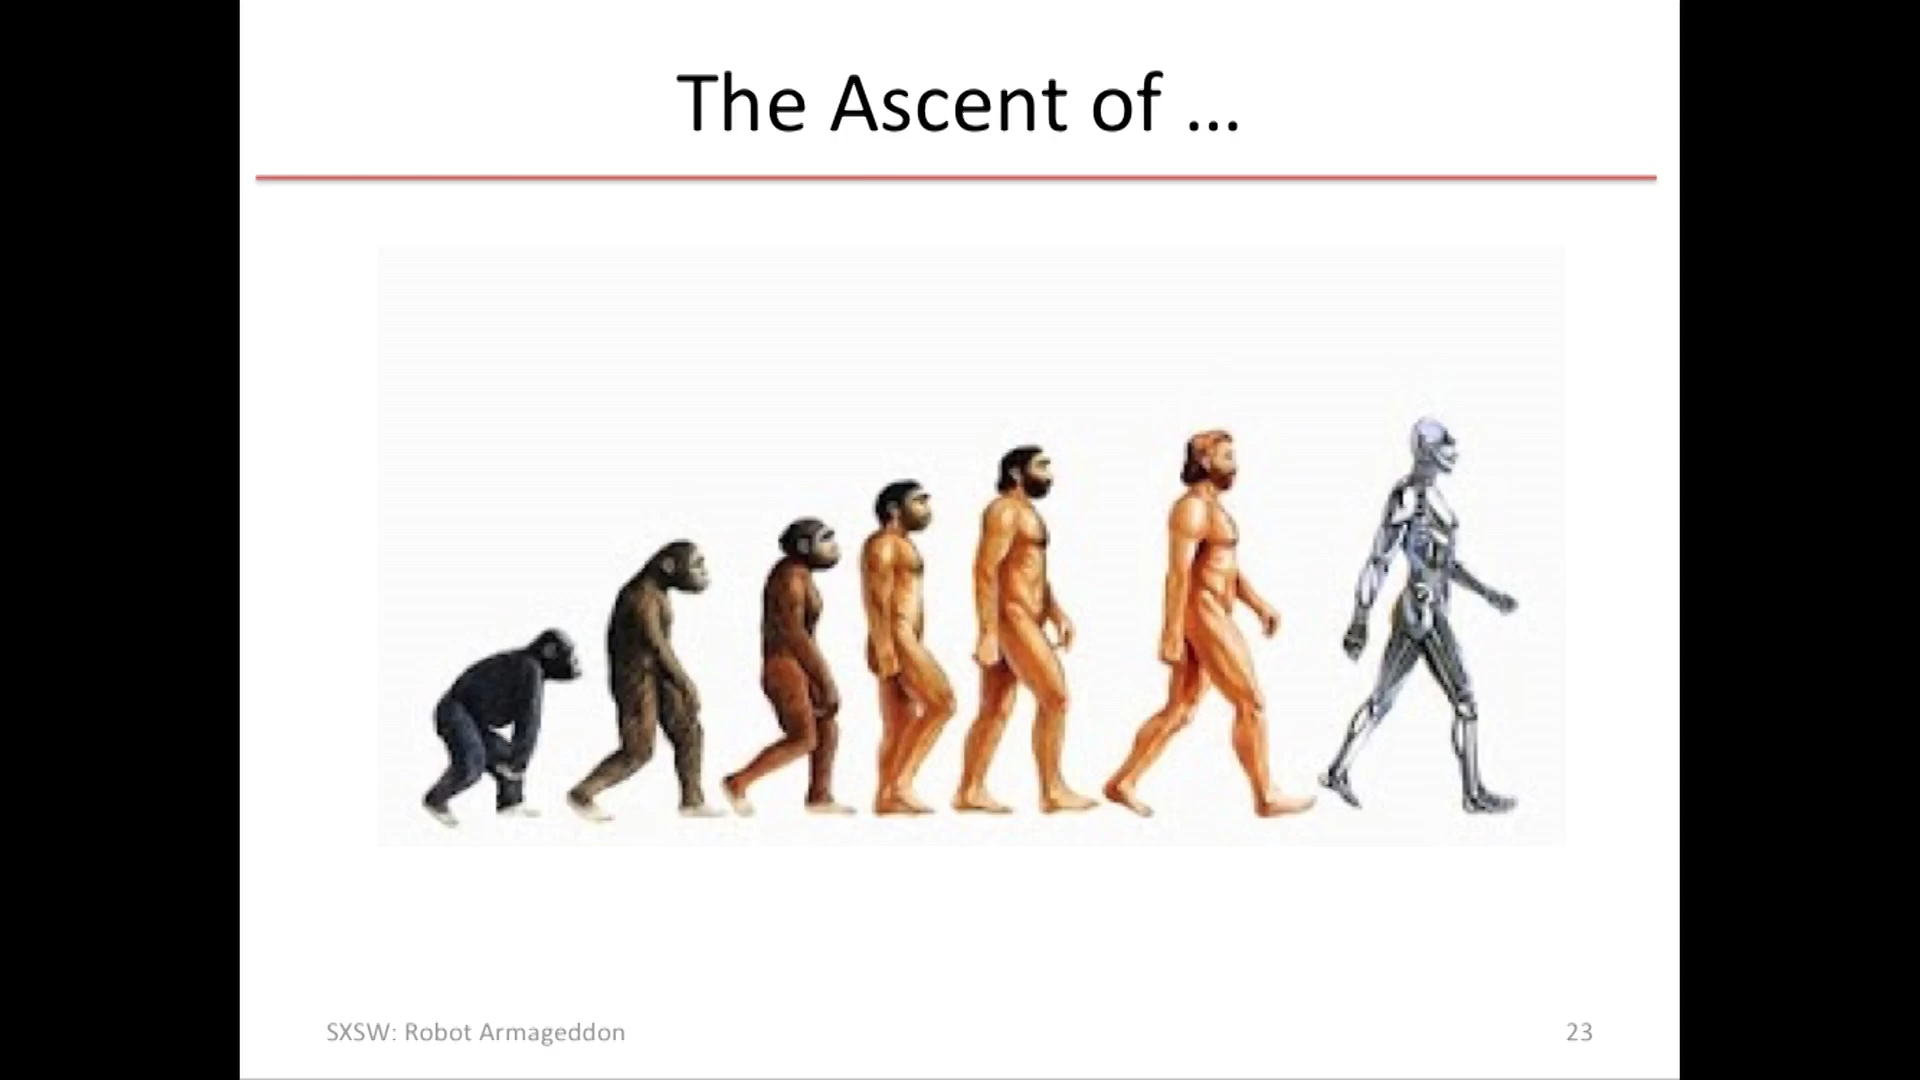 The Ascent of ...
SXSW: Robot Armageddon
23